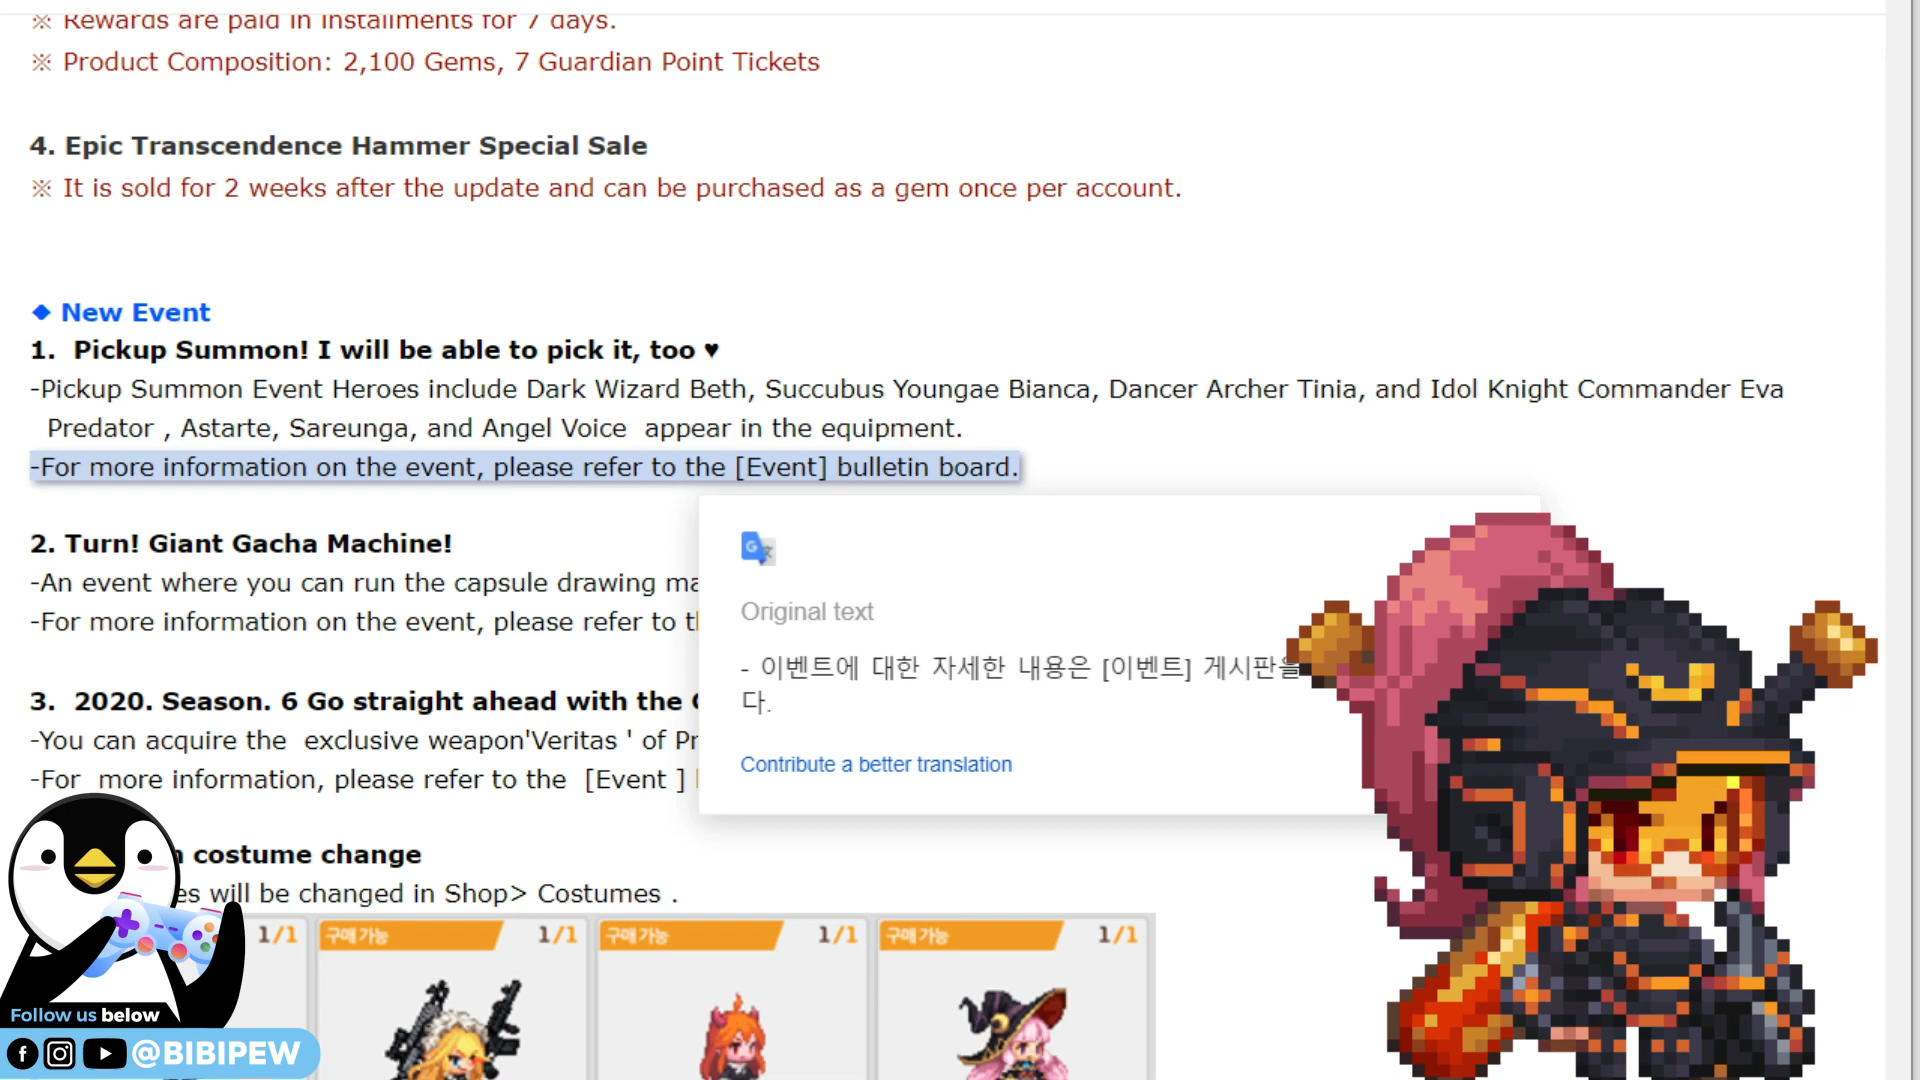 ※ Rewards are paid in installments for 7 days.
※ Product Composition: 2,100 Gems, 7 Guardian Point Tickets
4. Epic Transcendence Hammer Special Sale
※ It is sold for 2 weeks after the update and can be purchased as a gem once per account.
◆ New Event
1. Pickup Summon! I will be able to pick it, too ♥
-Pickup Summon Event Heroes include Dark Wizard Beth, Succubus Youngae Bianca, Dancer Archer Tinia, and Idol Knight Commander Eva
Predator , Astarte, Sareunga, and Angel Voice appear in the equipment.
-For more information on the event, please refer to the [Event] bulletin board.
2. Turn! Giant Gacha Machine!
-An event where you can run the capsule drawing
-For more information on the event, please refer to
3. 2020. Season. 6 Go straight ahead with the
-You can acquire the exclusive weapon'Veritas ' of
-For more information, please refer to the [Event ]
Original text
- 이벤트에 대한 자세한 내용은 [이벤트] 게시판을
다.
Contribute a better translation
costume change
will be changed in Shop> Costumes .
1/1
구매가능 1/1
구매가능 1/1
구매가능 1/1
Follow us below
@BIBIPEW